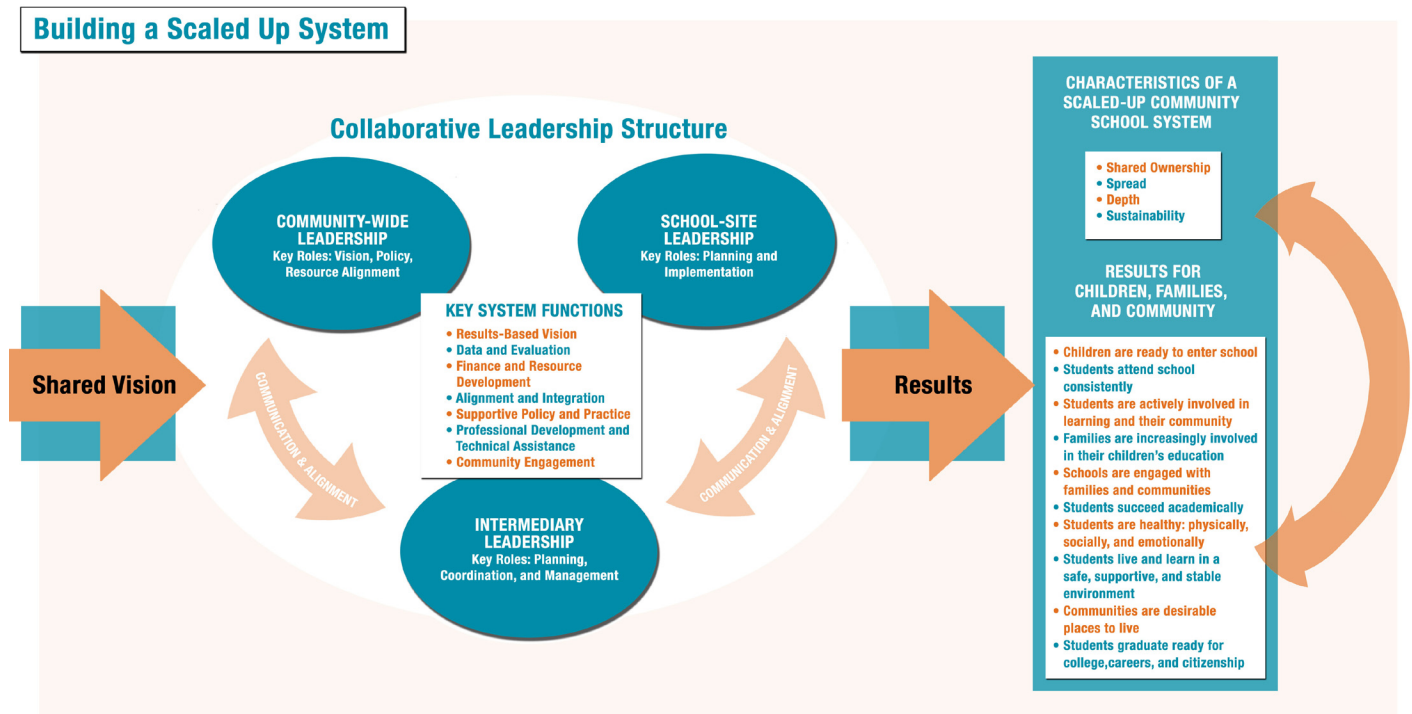 Building a Scaled Up System
Collaborative Leadership Structure
COMMUNITY-WIDE
LEADERSHIP
Key Roles: Vision, Policy,
Resource Alignment
SCHOOL-SITE
LEADERSHIP
Key Roles: Planning and
Implementation
Shared Vision
COMMUNICATION & ALIGNMENT
KEY SYSTEM FUNCTIONS
• Results-Based Vision
• Data and Evaluation
• Finance and Resource
Development
• Alignment and Integration
• Supportive Policy and Practice
• Professional Development and
Technical Assistance
• Community Engagement
COMMUNICATION & ALIGNMENT
INTERMEDIARY
LEADERSHIP
Key Roles: Planning,
Coordination, and Management
Results
CHARACTERISTICS OF A
SCALED-UP COMMUNITY
SCHOOL SYSTEM
• Shared Ownership
• Spread
• Depth
• Sustainability
RESULTS FOR
CHILDREN, FAMILIES,
AND COMMUNITY
• Children are ready to enter school
• Students attend school
consistently
• Students are actively involved in
learning and their community
• Families are increasingly involved
in their children's education
• Schools are engaged with
families and communities
• Students succeed academically
• Students are healthy: physically,
socially, and emotionally
• Students live and learn in a
safe, supportive, and stable
environment
• Communities are desirable
places to live
• Students graduate ready for
college,careers, and citizenship